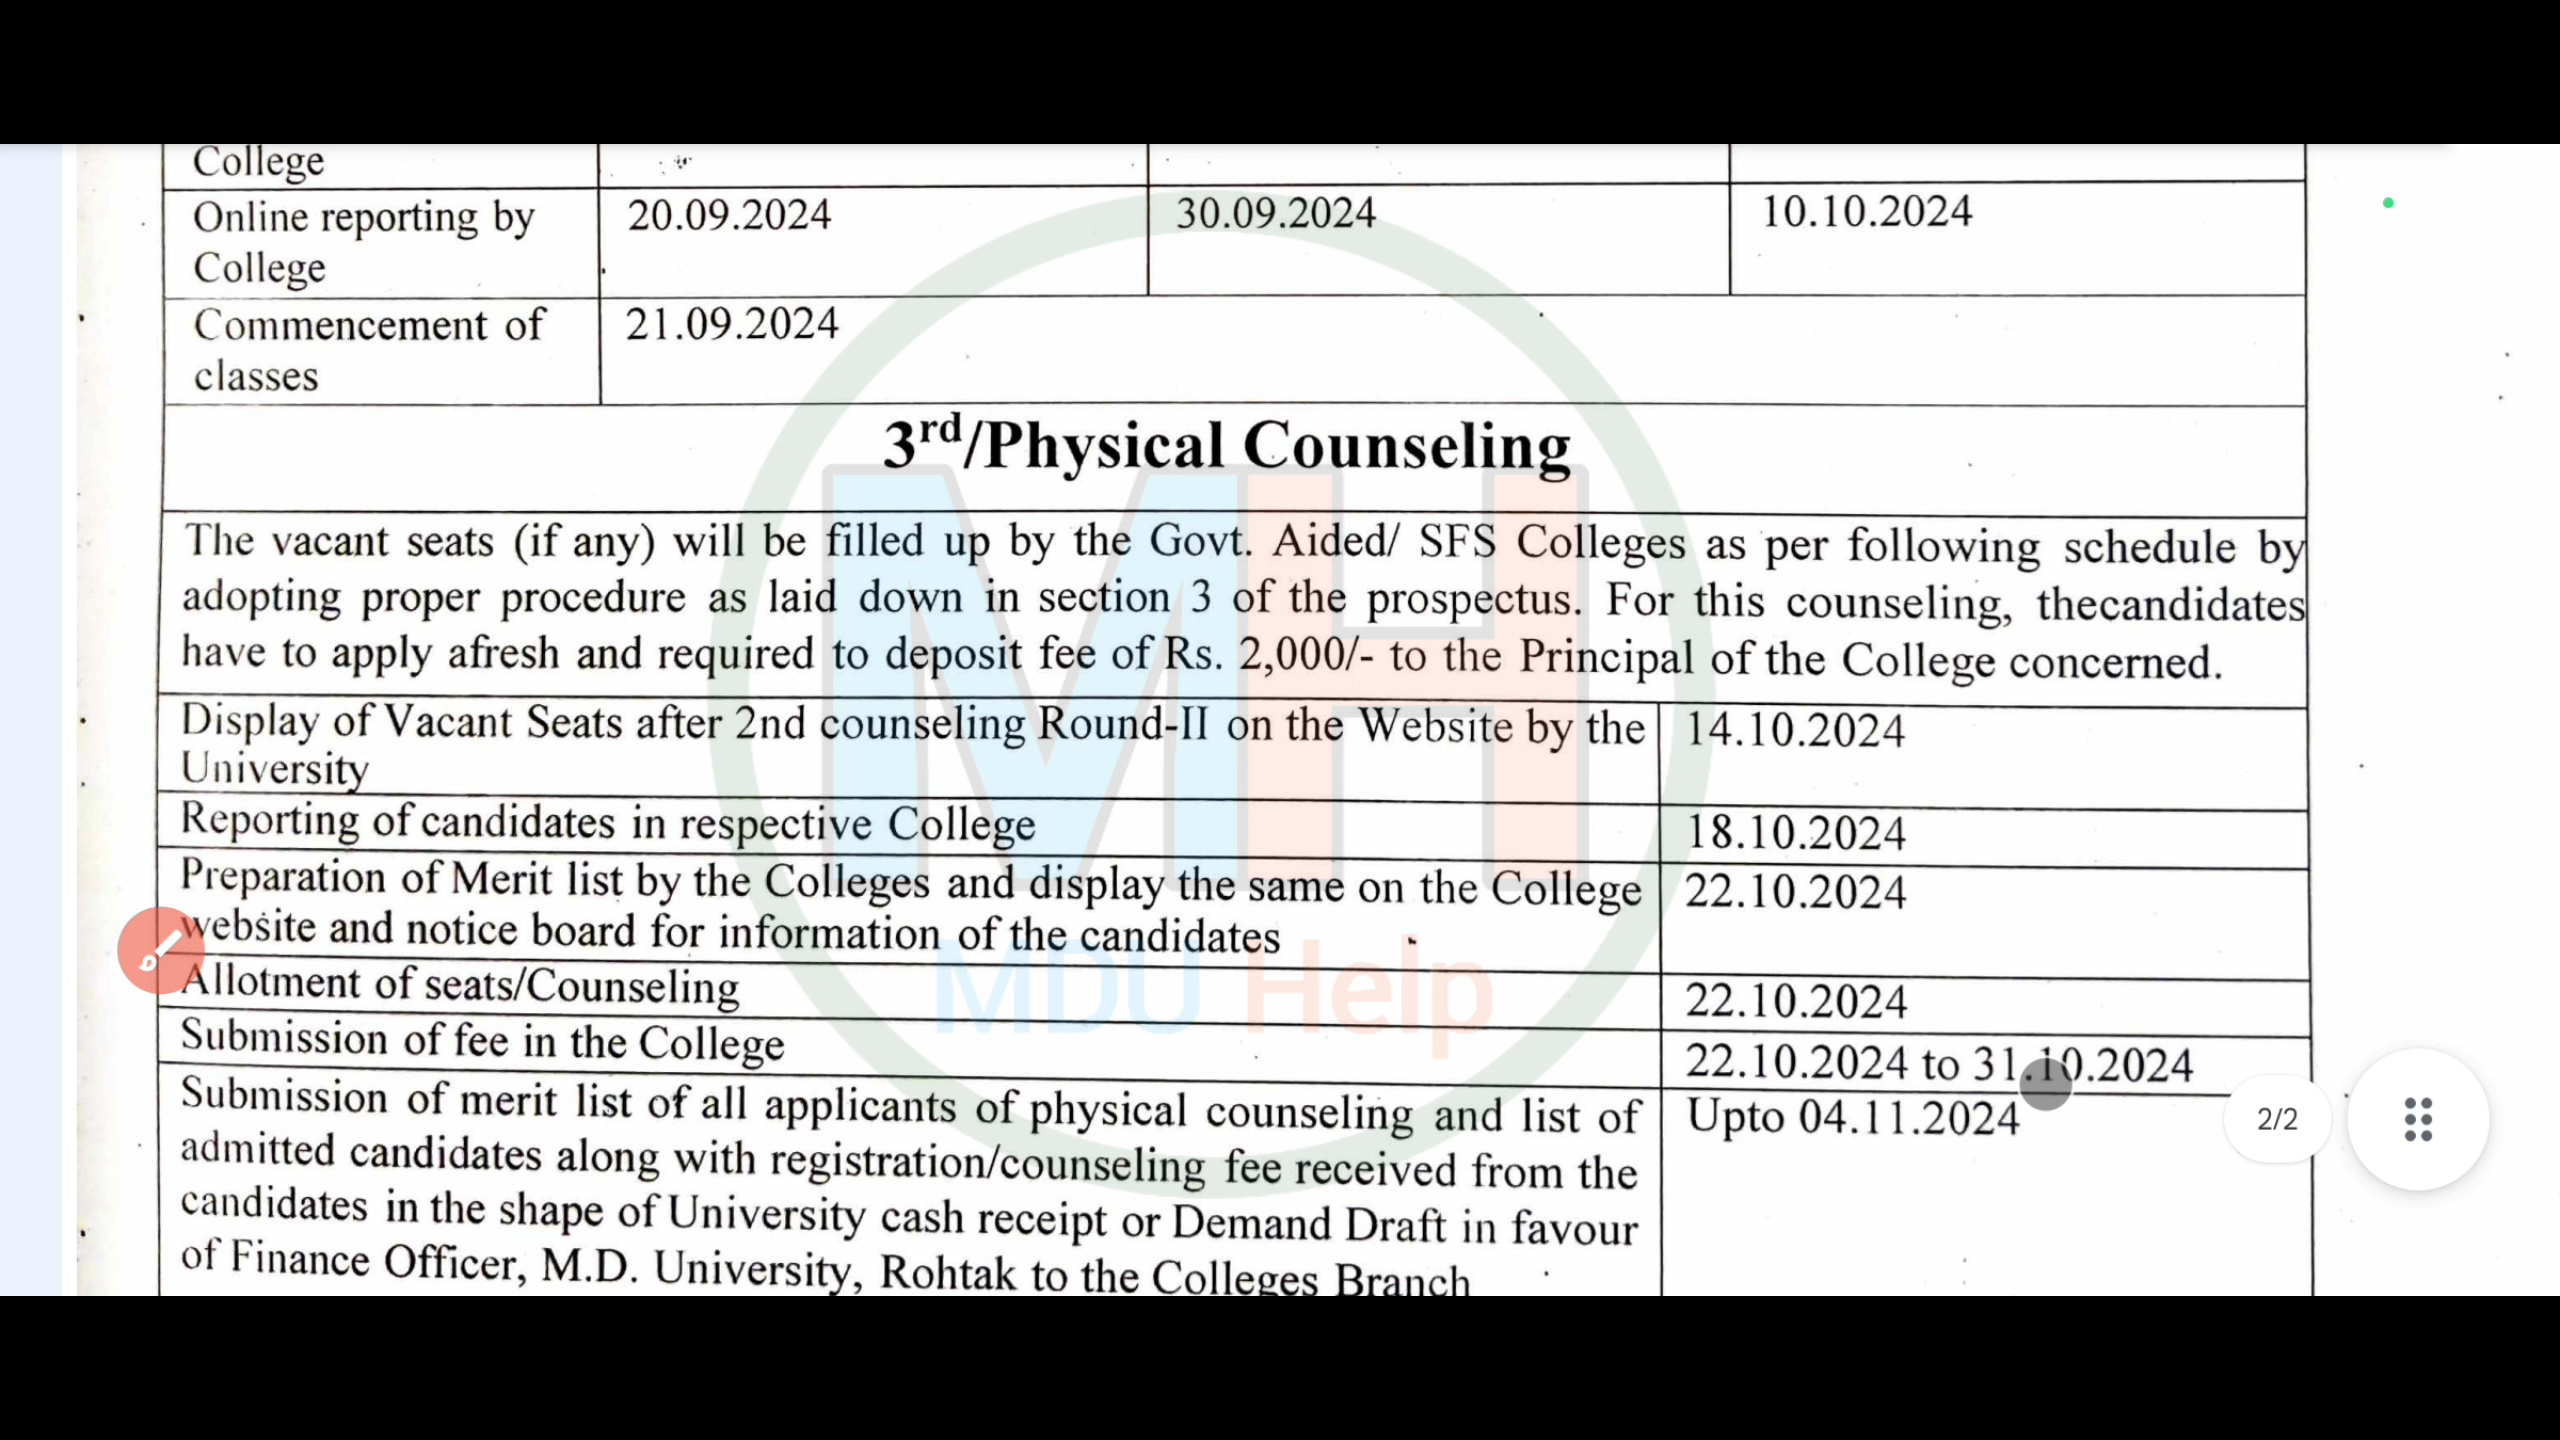 College
Online reporting by 20.09.2024 30.09.2024 10.10.2024
College
Commencement of 21.09.2024
classes
3rd/Physical Counseling
The vacant seats (if any) will be filled up by the Govt. Aided/ SFS Colleges as per following schedule by
adopting proper procedure as laid down in section 3 of the prospectus. For this counseling, thecandidates
have to apply afresh and required to deposit fee of Rs. 2,000/- to the Principal of the College concerned.
Display of Vacant Seats after 2nd counseling Round-II on the Website by the 14.10.2024
University
Reporting of candidates in respective College 18.10.2024
Preparation of Merit list by the Colleges and display the same on the College 22.10.2024
website and notice board for information of the candidates
Allotment of seats/Counseling 22.10.2024
Submission of fee in the College 22.10.2024 to 31.10.2024
Submission of merit list of all applicants of physical counseling and list of Upto 04.11.2024
admitted candidates along with registration/counseling fee received from the
candidates in the shape of University cash receipt or Demand Draft in favour
of Finance Officer, M.D. University, Rohtak to the Colleges Branch
MH
MDU Help
2/2